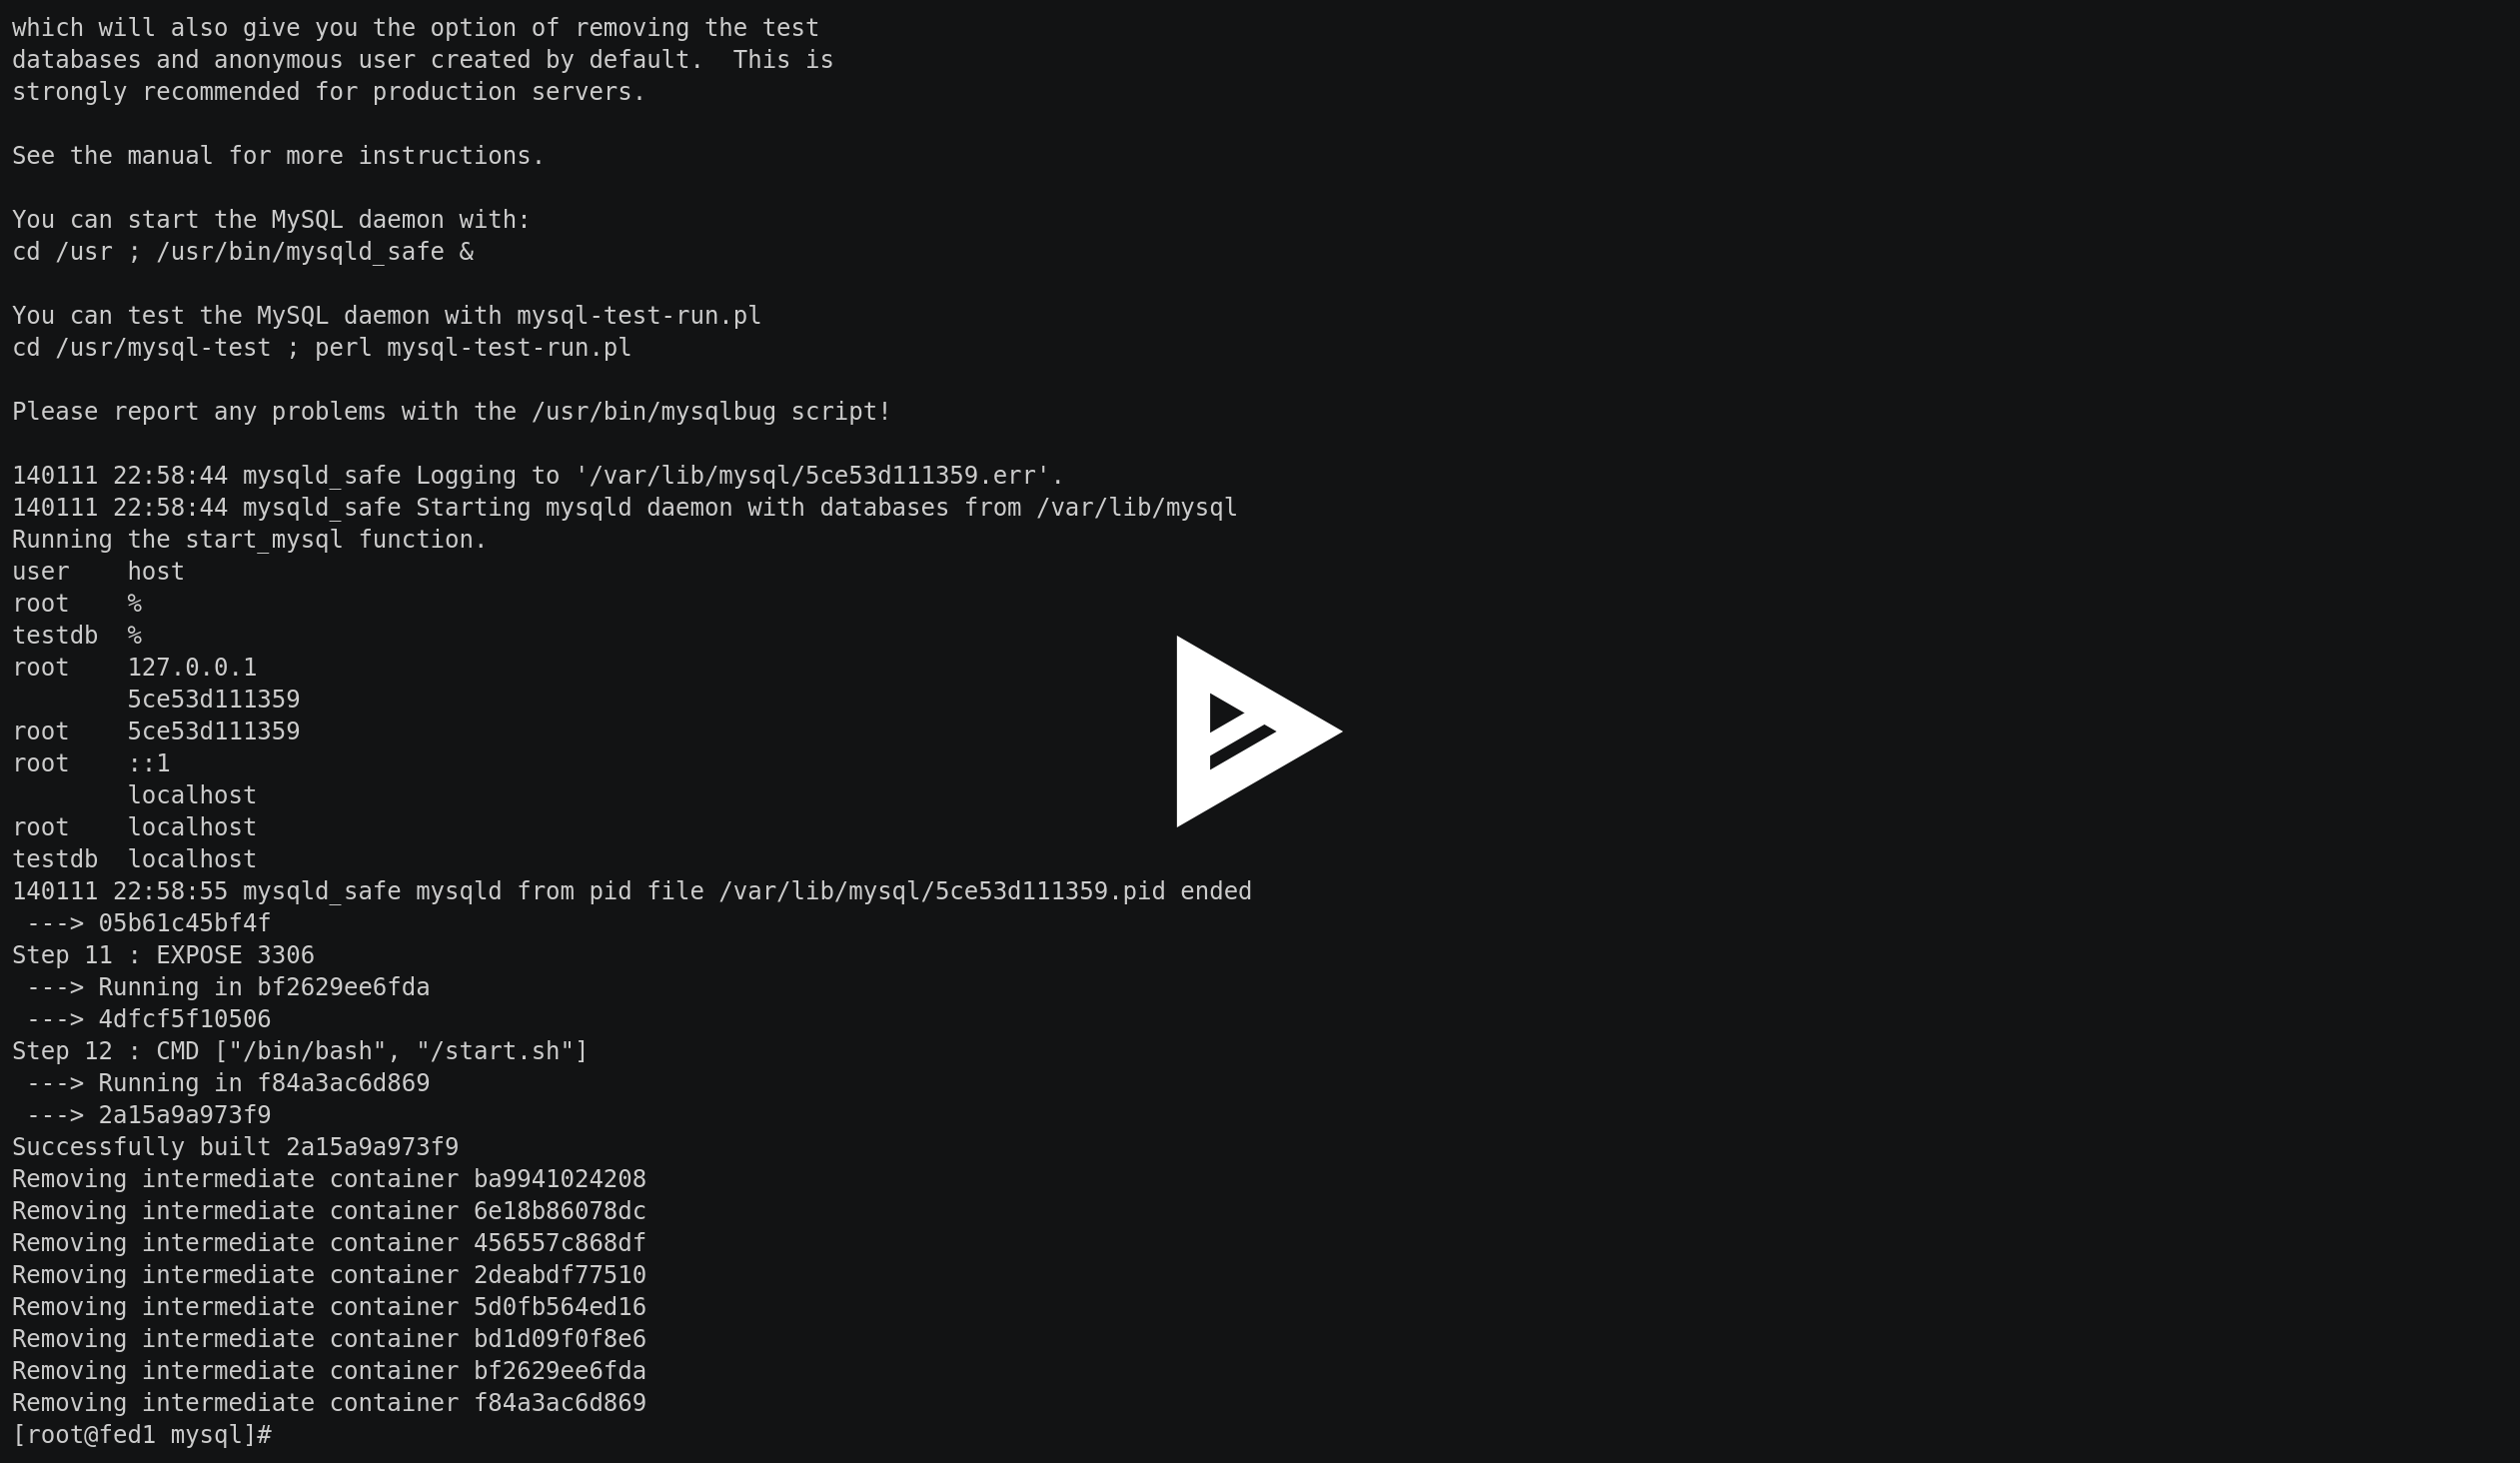 which will also give you the option of removing the test
databases and anonymous user created by default.  This is
strongly recommended for production servers.

See the manual for more instructions.

You can start the MySQL daemon with:
cd /usr ; /usr/bin/mysqld_safe &

You can test the MySQL daemon with mysql-test-run.pl
cd /usr/mysql-test ; perl mysql-test-run.pl

Please report any problems with the /usr/bin/mysqlbug script!

140111 22:58:44 mysqld_safe Logging to '/var/lib/mysql/5ce53d111359.err'.
140111 22:58:44 mysqld_safe Starting mysqld daemon with databases from /var/lib/mysql
Running the start_mysql function.
user    host
root    %
testdb  %
root    127.0.0.1
        5ce53d111359
root    5ce53d111359
root    ::1
        localhost
root    localhost
testdb  localhost
140111 22:58:55 mysqld_safe mysqld from pid file /var/lib/mysql/5ce53d111359.pid ended
 ---> 05b61c45bf4f
Step 11 : EXPOSE 3306
 ---> Running in bf2629ee6fda
 ---> 4dfcf5f10506
Step 12 : CMD ["/bin/bash", "/start.sh"]
 ---> Running in f84a3ac6d869
 ---> 2a15a9a973f9
Successfully built 2a15a9a973f9
Removing intermediate container ba9941024208
Removing intermediate container 6e18b86078dc
Removing intermediate container 456557c868df
Removing intermediate container 2deabdf77510
Removing intermediate container 5d0fb564ed16
Removing intermediate container bd1d09f0f8e6
Removing intermediate container bf2629ee6fda
Removing intermediate container f84a3ac6d869
[root@fed1 mysql]#